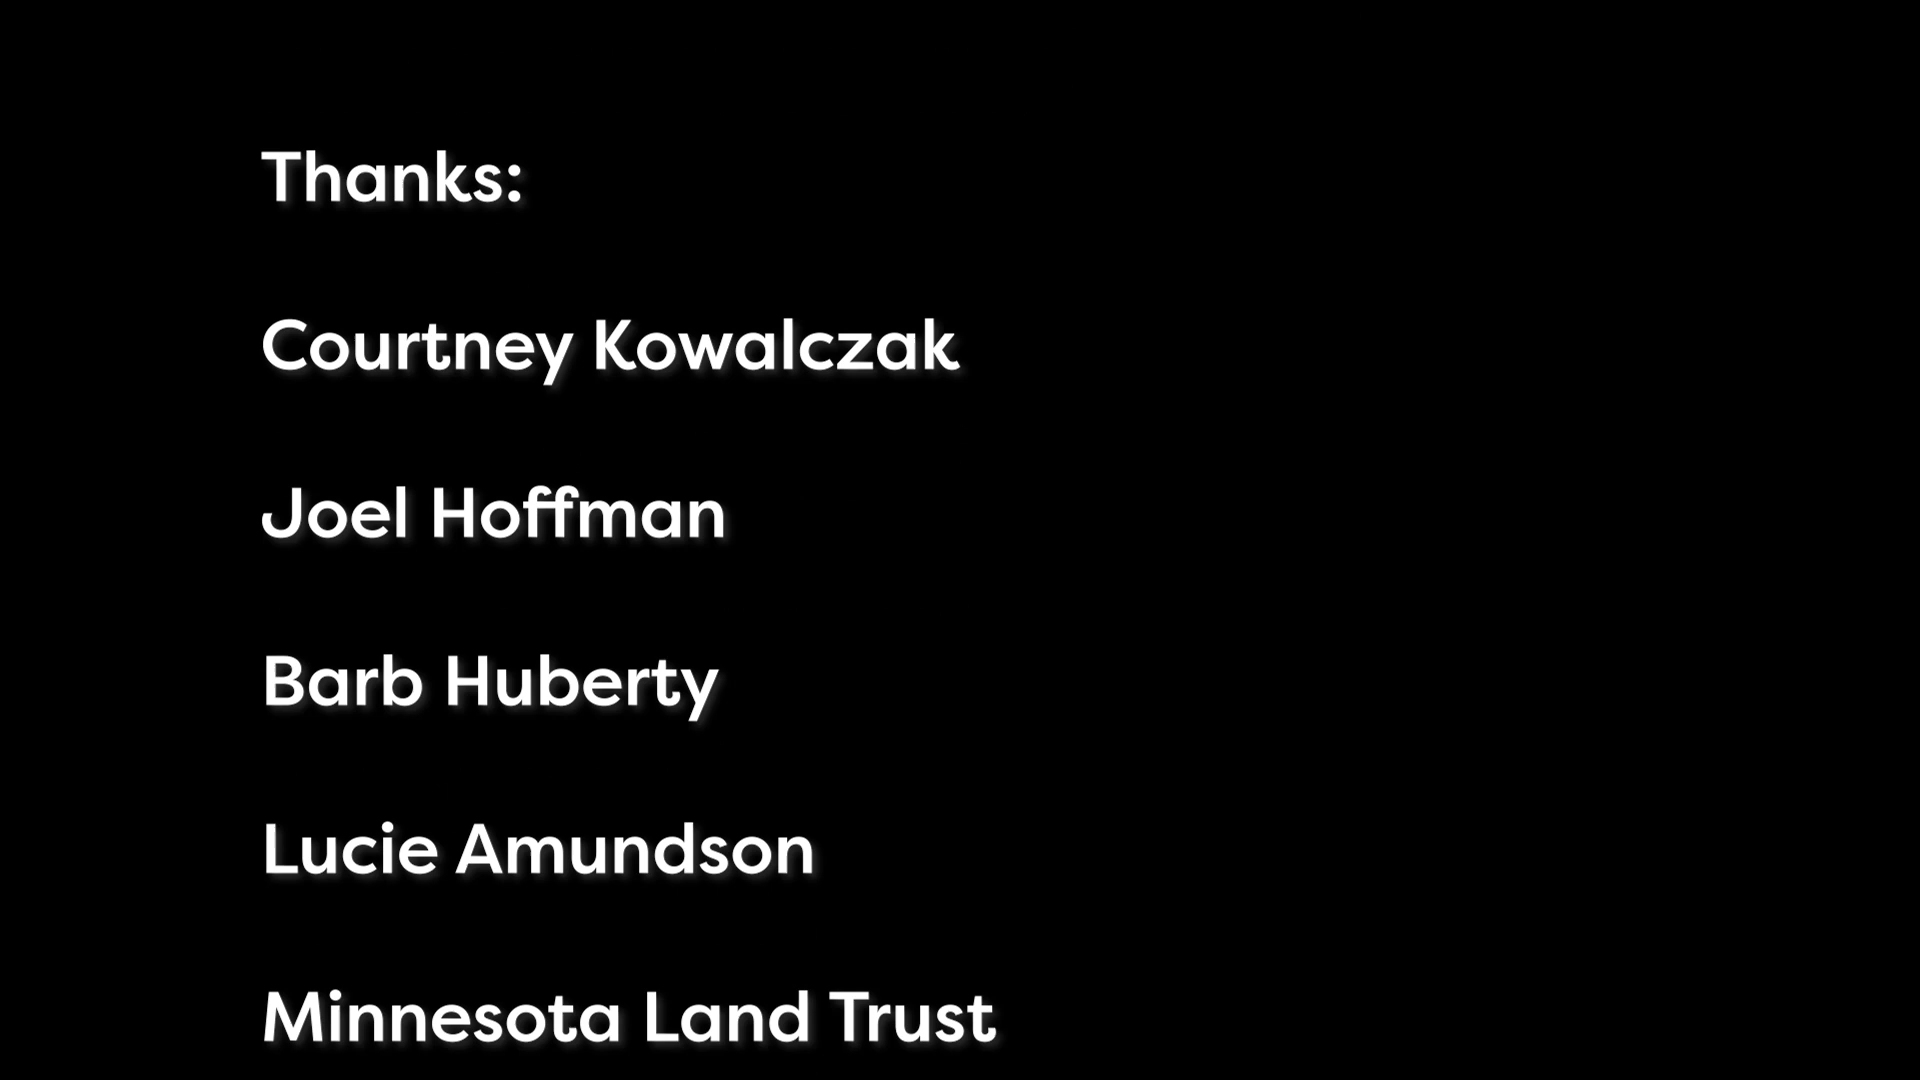 Thanks:
Courtney Kowalczak
Joel Hoffman
Barb Huberty
Lucie Amundson
Minnesota Land Trust